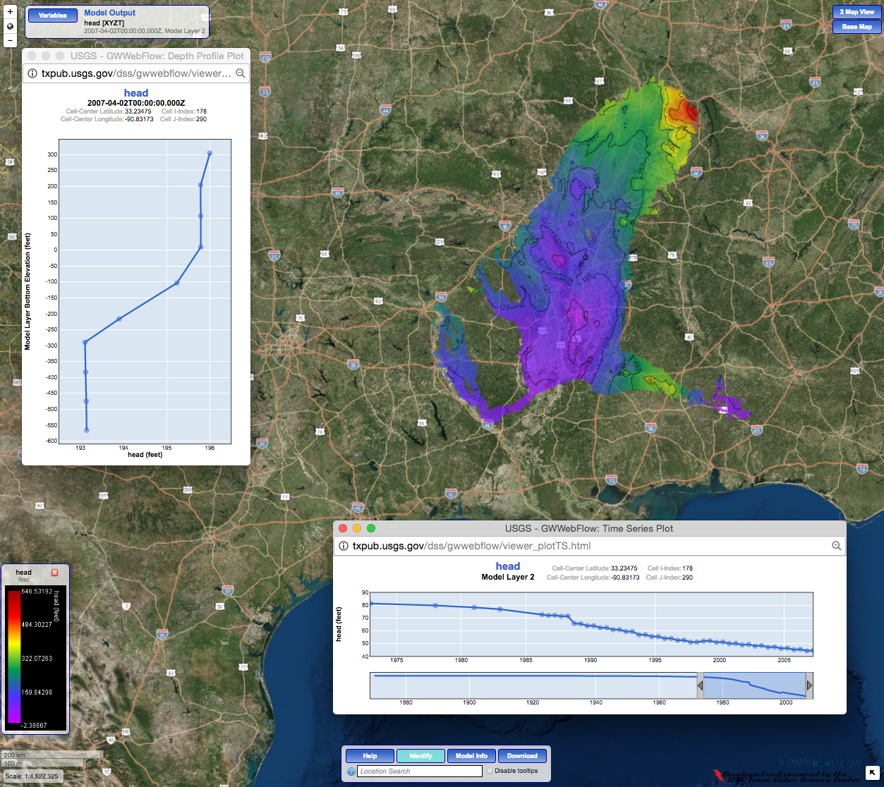 +
−
Variables
Model Output
head [XYZT]
2007-04-02T00:00:00.000Z, Model Layer 2
2 Map View
Base Map
USGS - GWWebFlow: Depth Profile Plot
txpub.usgs.gov/dss/gwwebflow/viewer...
head
2007-04-02T00:00:00.000Z
Cell-Center Latitude: 33.23475 Cell I-Index: 178
Cell-Center Longitude: -90.83173 Cell J-Index: 290
Model Layer Bottom Elevation (feet)
300
250
200
150
100
50
0
-50
-100
-150
-200
-250
-300
-350
-400
-450
-500
-550
-600
193 194 195 196
head (feet)
USGS - GWWebFlow: Time Series Plot
txpub.usgs.gov/dss/gwwebflow/viewer_plotTS.html
head
Model Layer 2
Cell-Center Latitude: 33.23475 Cell I-Index: 178
Cell-Center Longitude: -90.83173 Cell J-Index: 290
head (feet)
90
80
70
60
50
40
1975 1980 1985 1990 1995 2000 2005
1880 1900 1920 1940 1960 1980 2000
head
feet
646.53192
484.30227
322.07263
159.84298
-2.38667
head (feet)
200 km
100 mi
Scale: 1:4,622,325
Help Identify Model Info Download
Location Search
Disable tooltips